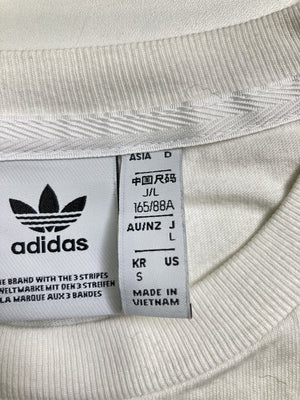 adidas
THE BRAND WITH THE 3 STRIPES
WELTMARKE MIT DEN 3 STREIFEN
LA MARQUE AUX 3 BANDES
ASIA D
中国尺码
J/L
165/88A
AU/NZ J
L L
KR US
S
MADE IN
VIETNAM